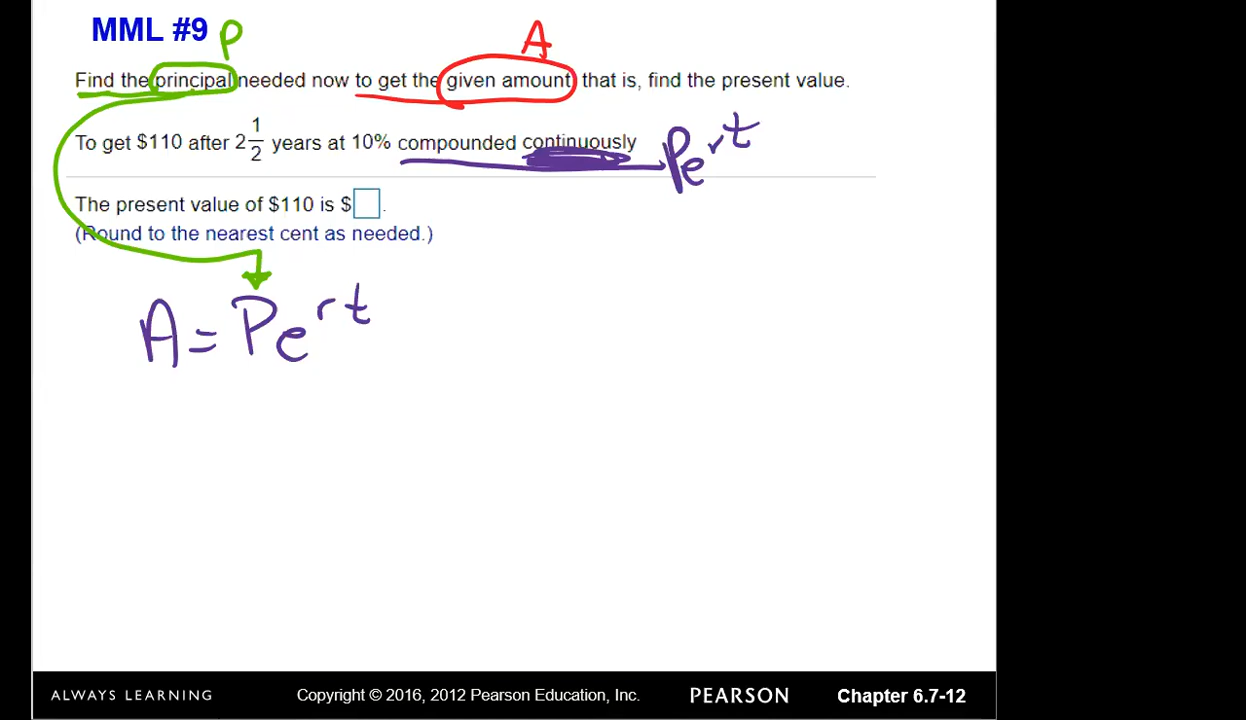 MML #9 P A
Find the principal needed now to get the given amount; that is, find the present value.
To get $110 after 2 1/2 years at 10% compounded continuously Pe^rt
The present value of $110 is $ .
(Round to the nearest cent as needed.)
A = Pe^rt
ALWAYS LEARNING Copyright © 2016, 2012 Pearson Education, Inc. PEARSON Chapter 6.7-12